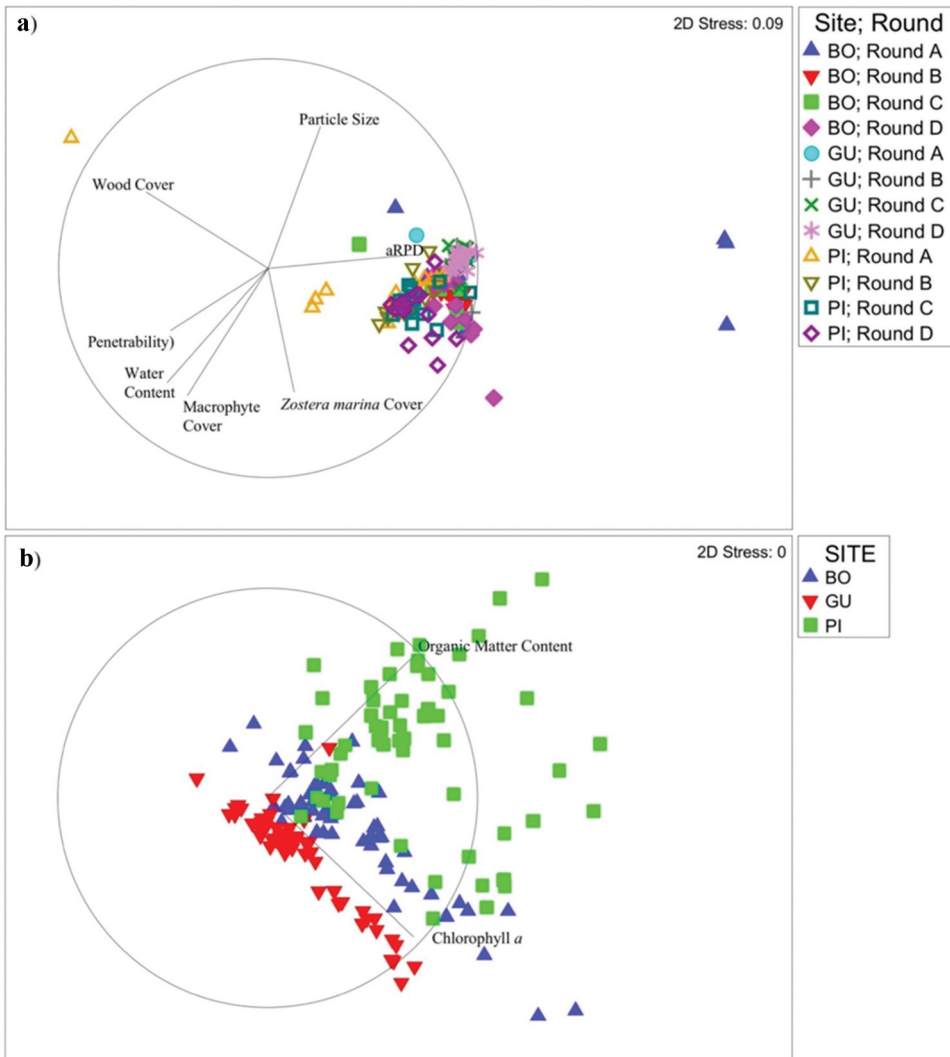 a)
2D Stress: 0.09
Particle Size
Wood Cover
aRPD
Penetrability)
Water
Content
Macrophyte
Cover
Zostera marina Cover
Site; Round
BO; Round A
BO; Round B
BO; Round C
BO; Round D
GU; Round A
GU; Round B
GU; Round C
GU; Round D
PI; Round A
PI; Round B
PI; Round C
PI; Round D
b)
2D Stress: 0
Organic Matter Content
Chlorophyll a
SITE
BO
GU
PI